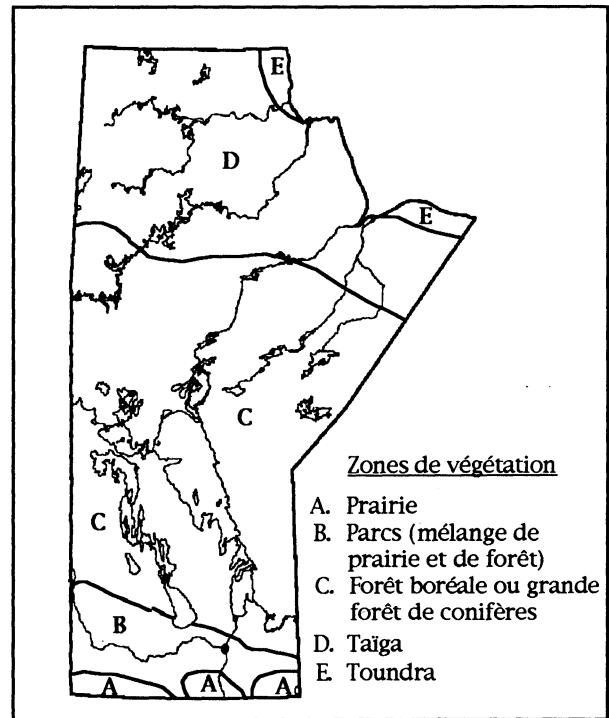 E
D
E
C
C
B
A
A
A
Zones de végétation
A. Prairie
B. Parcs (mélange de
prairie et de forêt)
C. Forêt boréale ou grande
forêt de conifères
D. Taïga
E. Toundra